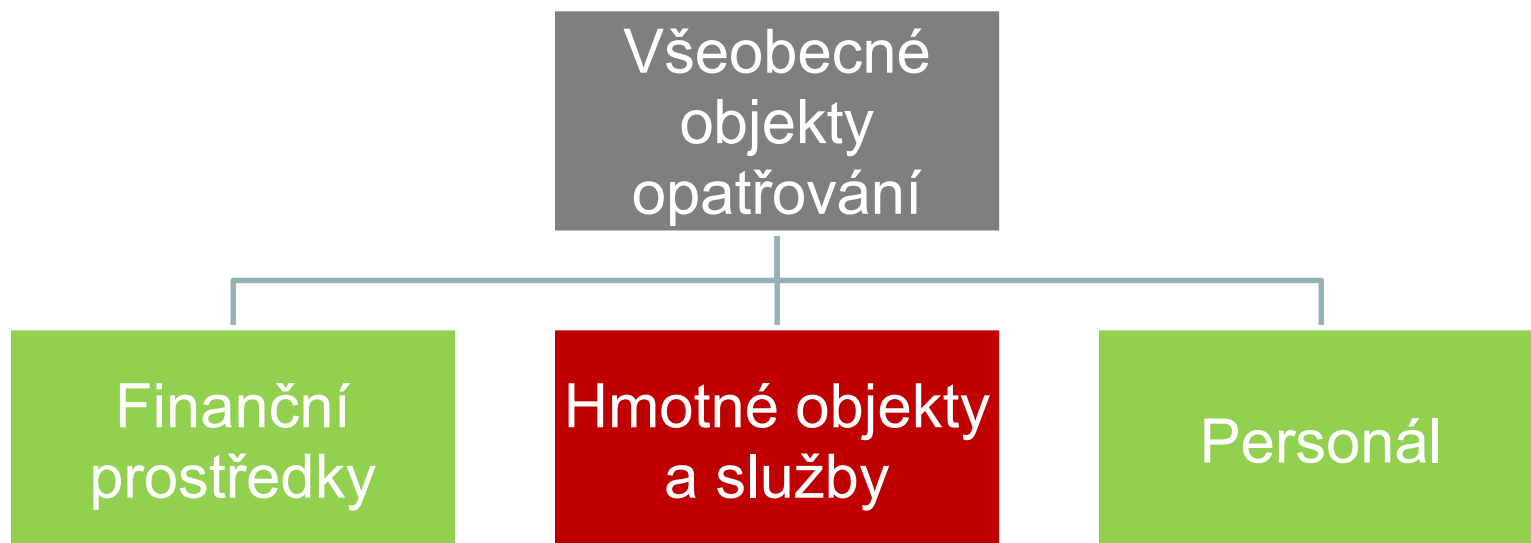 Všeobecné
objekty
opatřování
Finanční
prostředky
Hmotné objekty
a služby
Personál